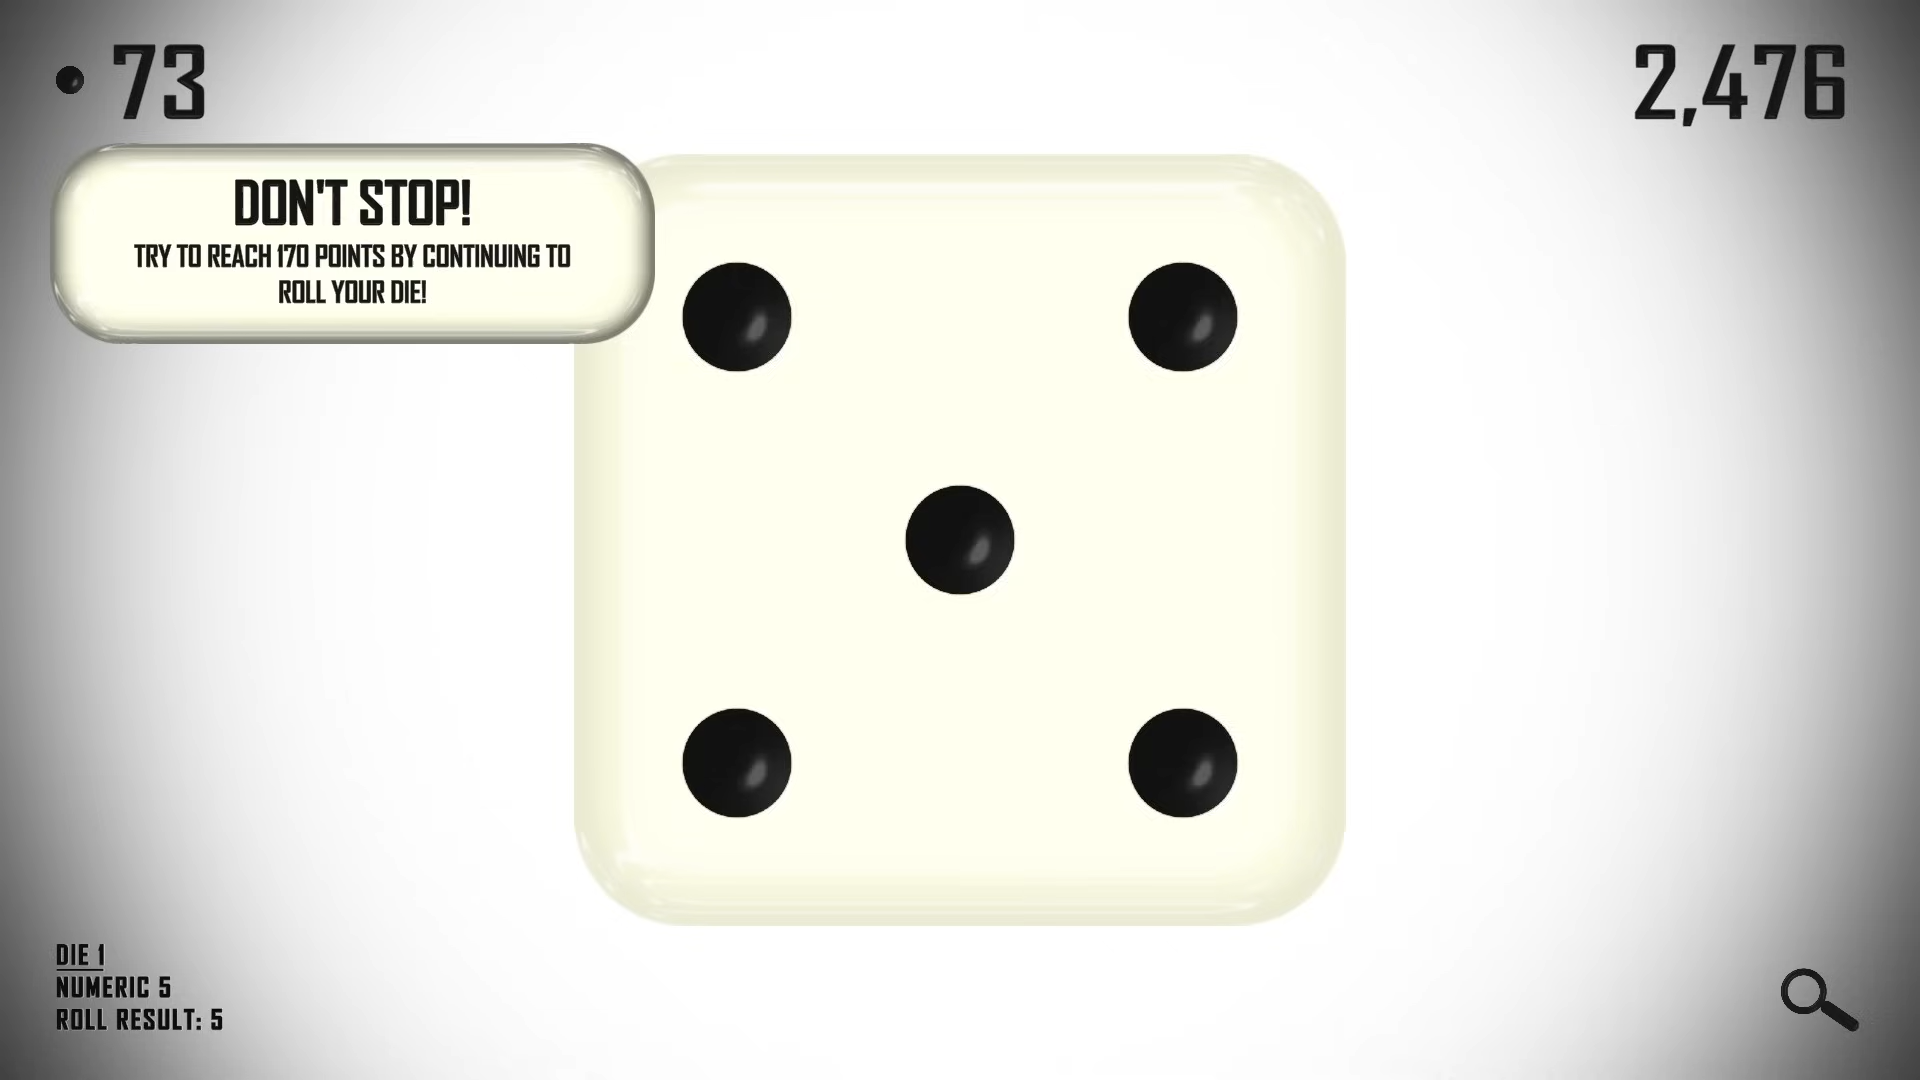 73
2,476
DON'T STOP!
TRY TO REACH 170 POINTS BY CONTINUING TO
ROLL YOUR DIE!
DIE 1
NUMERIC 5
ROLL RESULT: 5